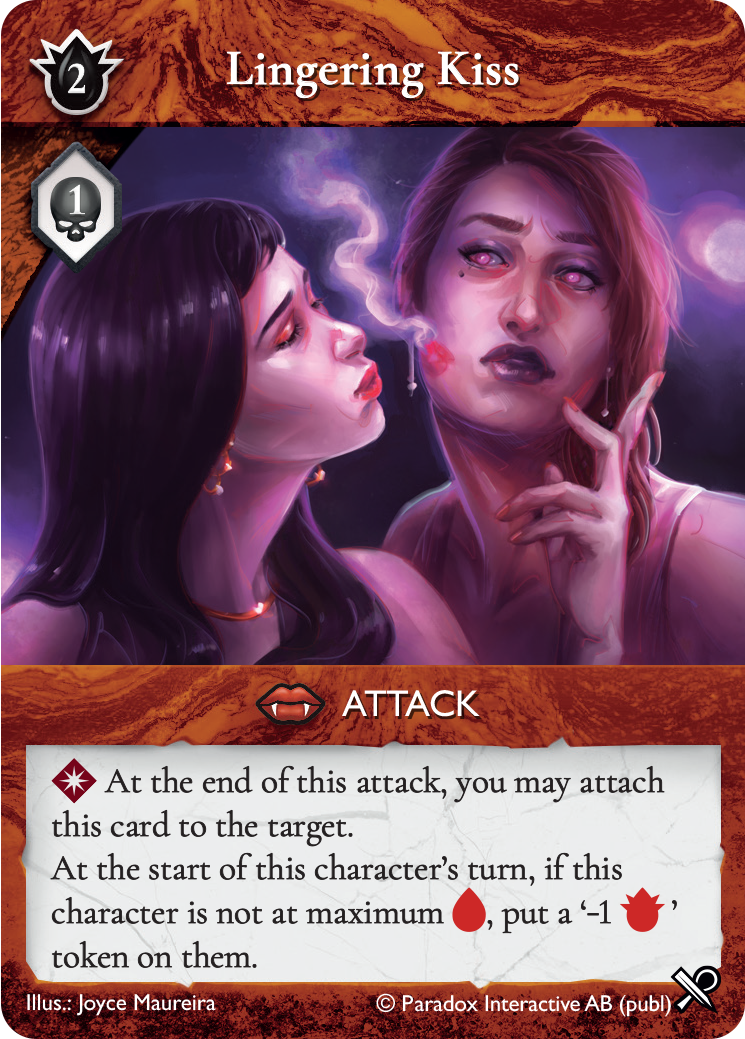 2
Lingering Kiss
1
ATTACK
At the end of this attack, you may attach
this card to the target.
At the start of this character’s turn, if this
character is not at maximum , put a ‘-1 ’
token on them.
Illus.: Joyce Maureira
© Paradox Interactive AB (publ)